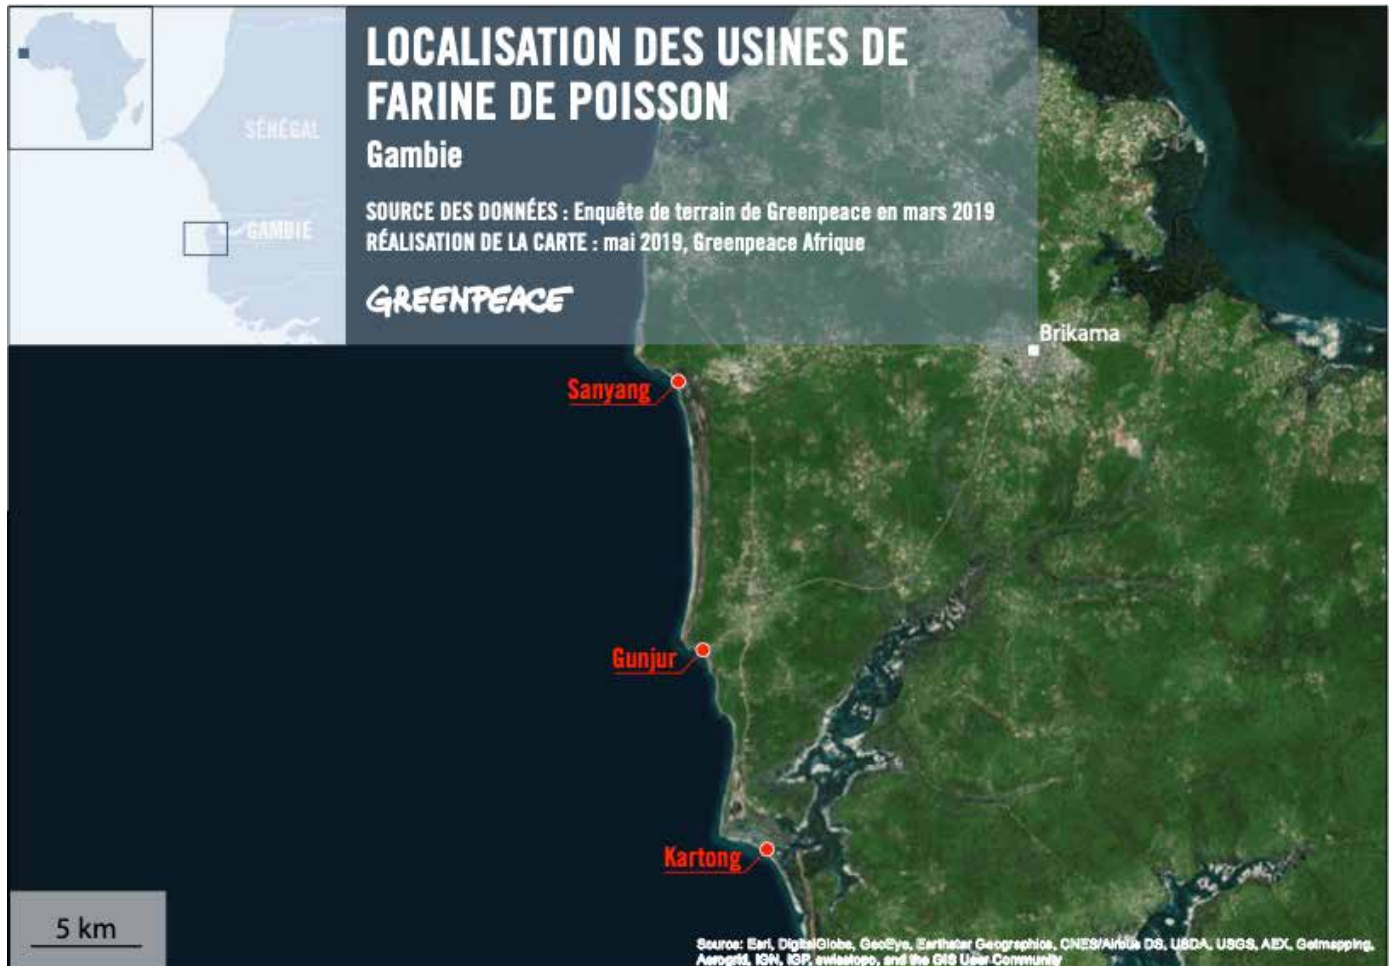 LOCALISATION DES USINES DE
FARINE DE POISSON
Gambie
SOURCE DES DONNÉES : Enquête de terrain de Greenpeace en mars 2019
RÉALISATION DE LA CARTE : mai 2019, Greenpeace Afrique
GREENPEACE
SÉNÉGAL
GAMBIE
Brikama
Sanyang
Gunjur
Kartong
5 km
Source: Esri, DigitalGlobe, GeoEye, Earthstar Geographics, CNES/Airbus DS, USDA, USGS, AEX, Getmapping,
Aerogrid, IGN, IGP, swisstopo, and the GIS User Community